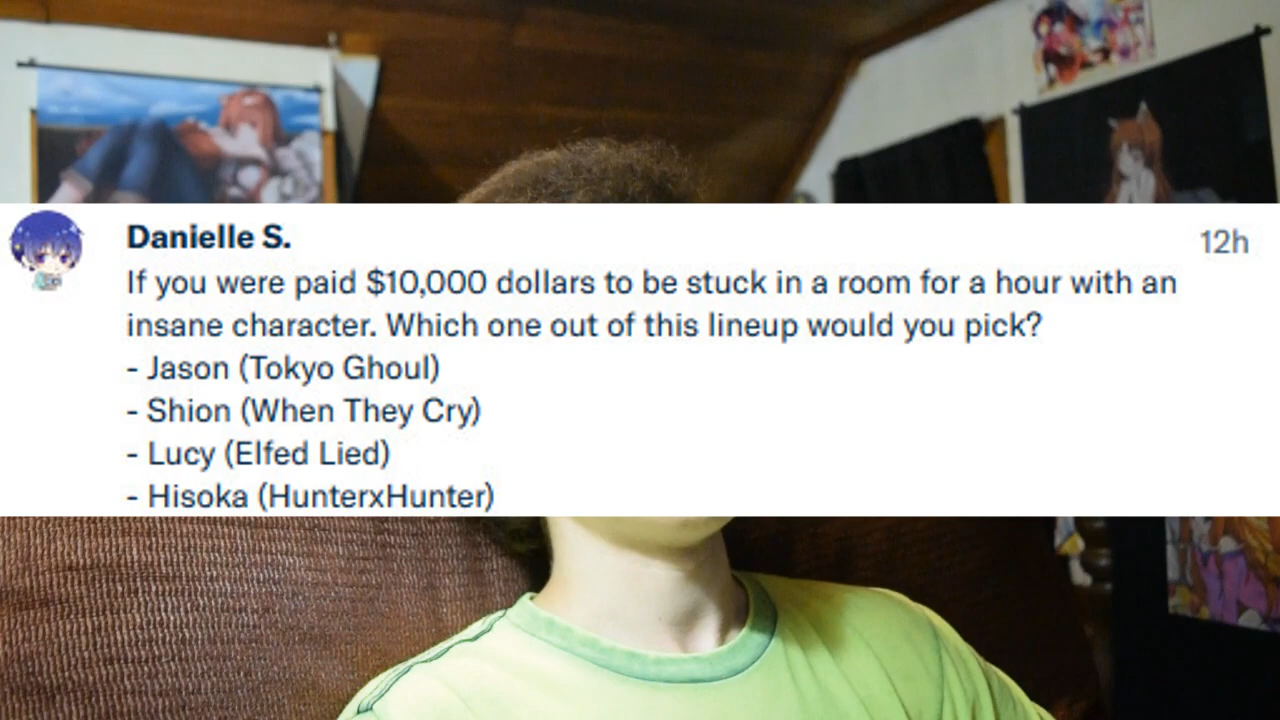 Danielle S.
12h
If you were paid $10,000 dollars to be stuck in a room for a hour with an
insane character. Which one out of this lineup would you pick?
- Jason (Tokyo Ghoul)
- Shion (When They Cry)
- Lucy (Elfed Lied)
- Hisoka (HunterxHunter)